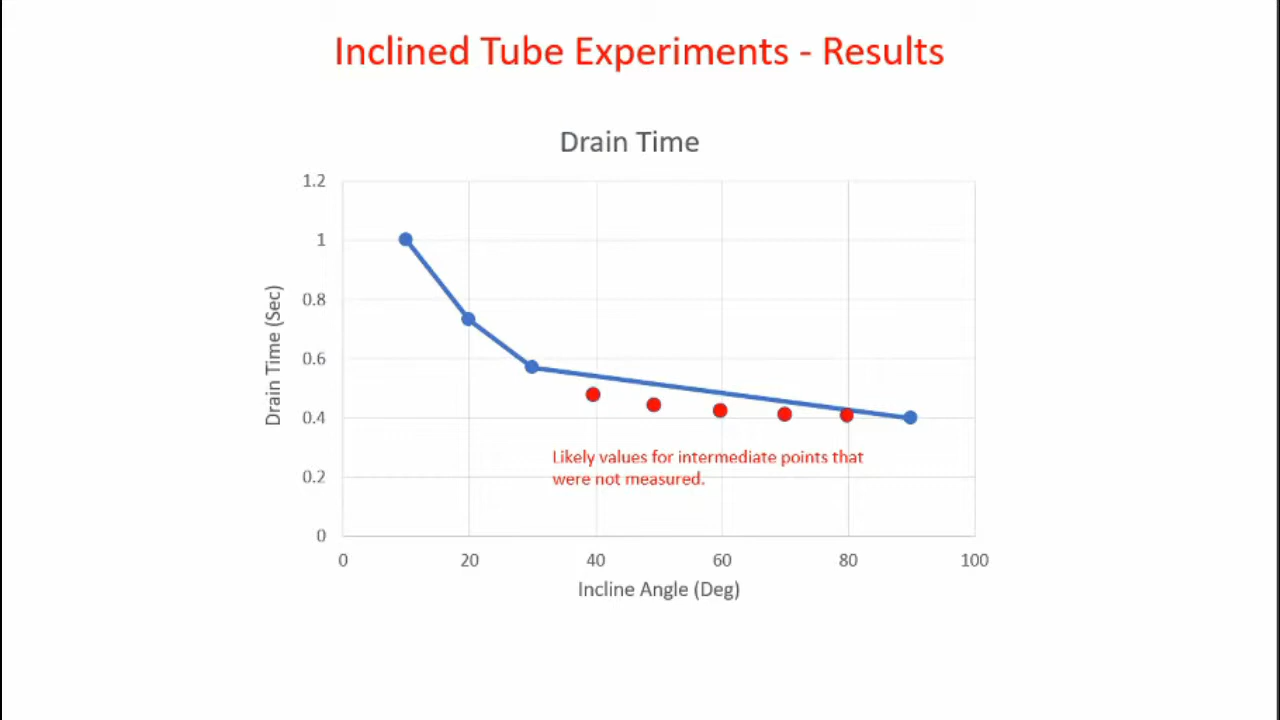 Inclined Tube Experiments - Results
Drain Time
1.2
1
0.8
0.6
0.4
0.2
0
Drain Time (Sec)
Likely values for intermediate points that
were not measured.
0 20 40 60 80 100
Incline Angle (Deg)